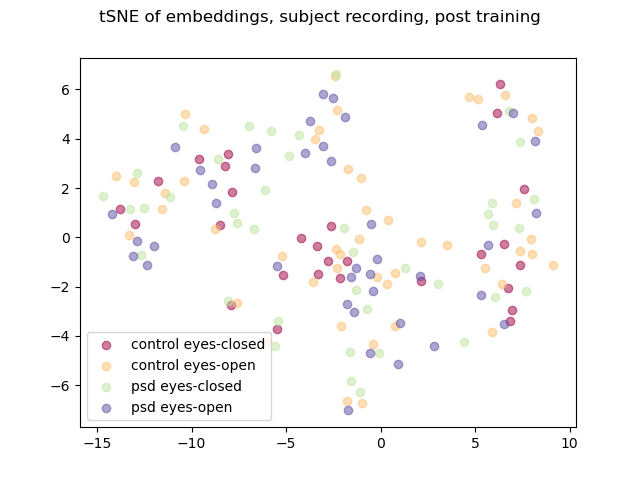 tSNE of embeddings, subject recording, post training
6
4
2
0
−2
−4
−6
control eyes-closed
control eyes-open
psd eyes-closed
psd eyes-open
−15 −10 −5 0 5 10